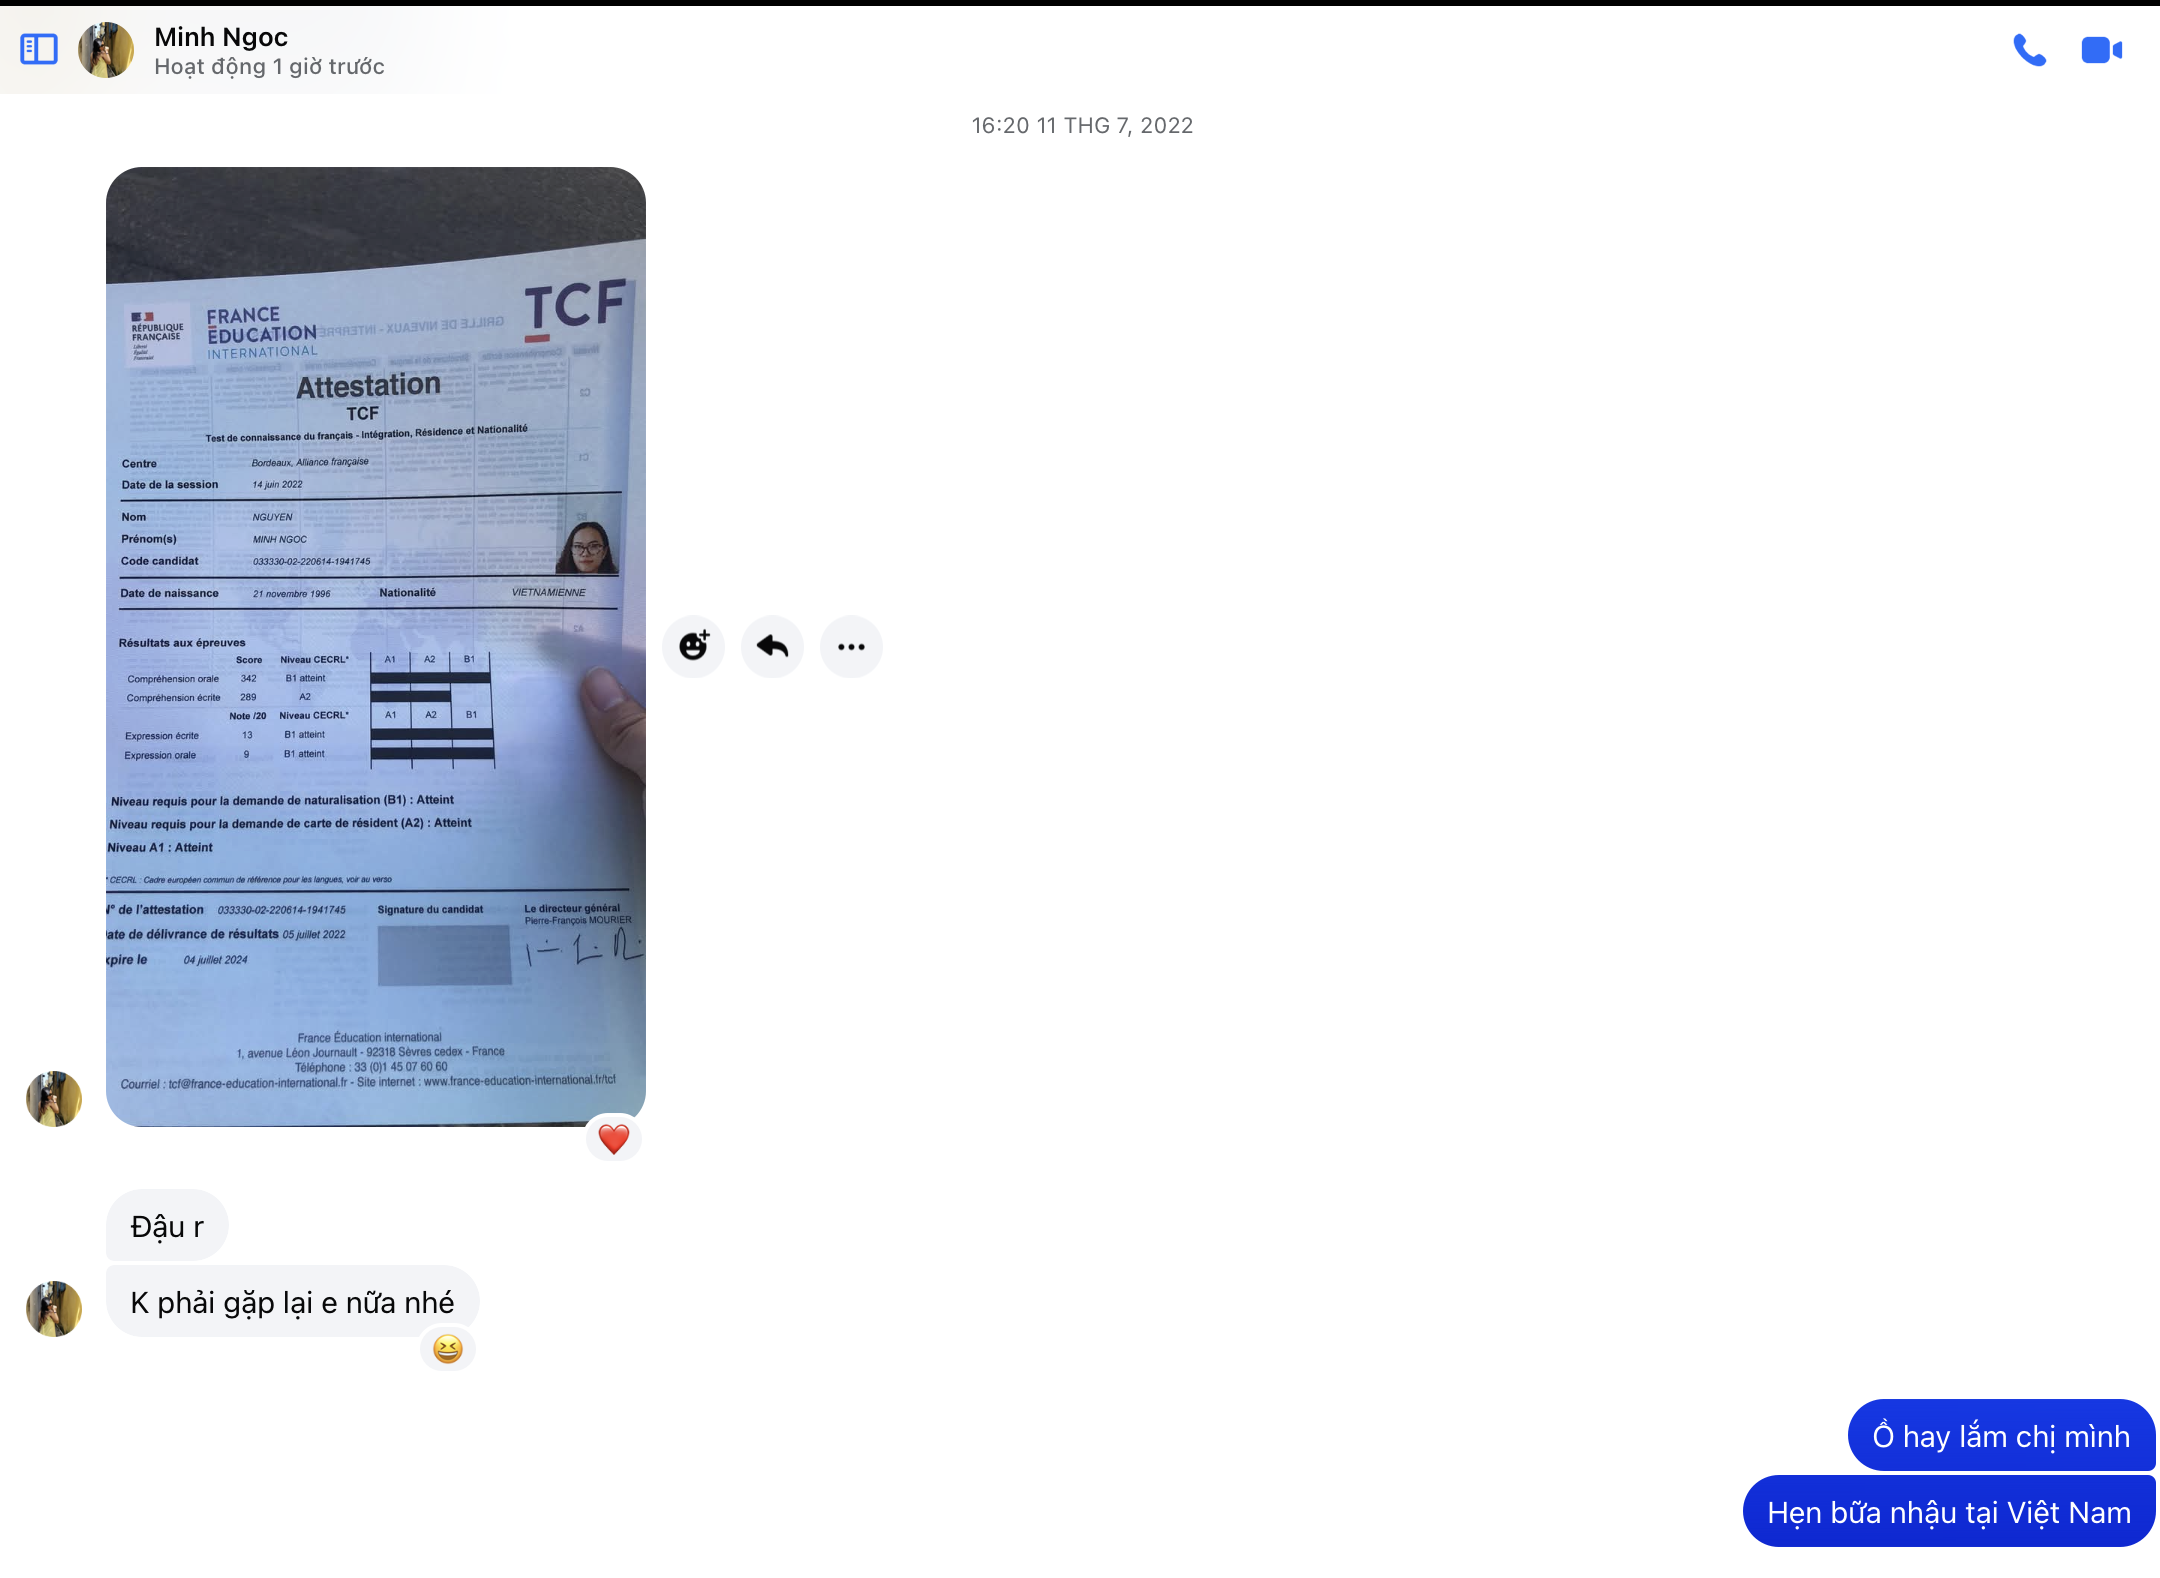 Minh Ngoc
Hoạt động 1 giờ trước
16:20 11 THG 7, 2022
RÉPUBLIQUE
FRANÇAISE
Liberté
Égalité
Fraternité
FRANCE
ÉDUCATION
INTERNATIONAL
TCF
Attestation
TCF
Test de connaissance du français - Intégration, Résidence et Nationalité
Centre Bordeaux, Alliance française
Date de la session 14 juin 2022
Nom NGUYEN
Prénom(s) MINH NGOC
Code candidat 033330-02-220614-1941745
Date de naissance 21 novembre 1996 Nationalité VIETNAMIENNE
Résultats aux épreuves
Score Niveau CECRL* A1 A2 B1
Compréhension orale 342 B1 atteint
Compréhension écrite 289 A2
Note /20 Niveau CECRL* A1 A2 B1
Expression écrite 13 B1 atteint
Expression orale 9 B1 atteint
Niveau requis pour la demande de naturalisation (B1) : Atteint
Niveau requis pour la demande de carte de résident (A2) : Atteint
Niveau A1 : Atteint
* CECRL : Cadre européen commun de référence pour les langues, voir au verso
N° de l'attestation 033330-02-220614-1941745 Signature du candidat Le directeur général
Pierre-François MOURIER
ate de délivrance de résultats 05 juillet 2022
xpire le 04 juillet 2024
France Éducation international
1, avenue Léon Journault - 92318 Sèvres cedex - France
Téléphone : 33 (0)1 45 07 60 60
Courriel : tcf@france-education-international.fr - Site internet : www.france-education-international.fr/tcf
Đậu r
K phải gặp lại e nữa nhé
Ồ hay lắm chị mình
Hẹn bữa nhậu tại Việt Nam